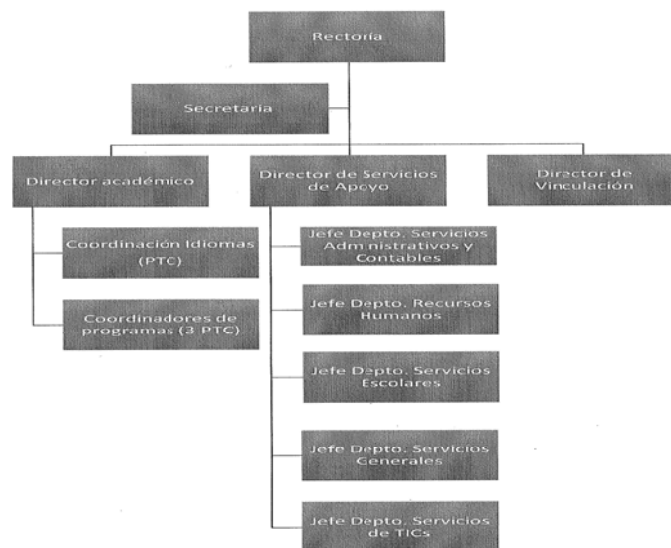 Rectoría
Secretaria
Director académico
Director de Servicios
de Apoyo
Director de
Vinculación
Coordinación Idiomas
(PTC)
Coordinadores de
programas (3 PTC)
Jefe Depto. Servicios
Administrativos y
Contables
Jefe Depto. Recursos
Humanos
Jefe Depto. Servicios
Escolares
Jefe Depto. Servicios
Generales
Jefe Depto. Servicios
de TICs